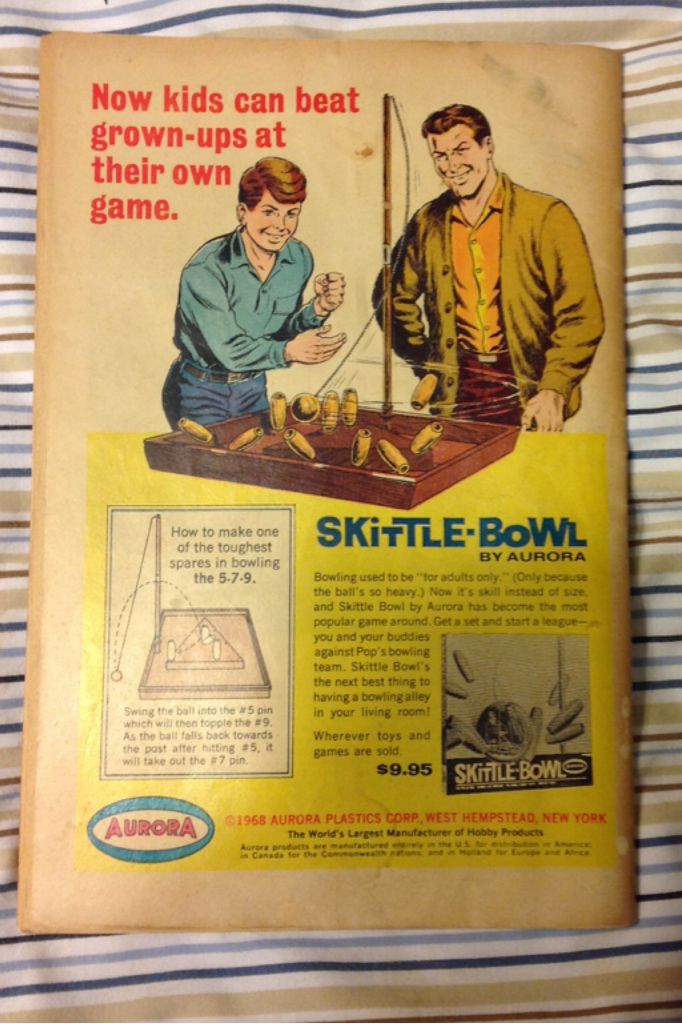 Now kids can beat
grown-ups at
their own
game.
How to make one
of the toughest
spares in bowling
the 5-7-9.
Swing the ball into the #5 pin
which will then topple the #9.
As the ball falls back towards
the post after hitting #5, it
will take out the #7 pin.
SKiTTLE-BoWL
BY AURORA
Bowling used to be "for adults only." (Only because
the ball's so heavy.) Now it's skill instead of size,
and Skittle Bowl by Aurora has become the most
popular game around. Get a set and start a league—
you and your buddies
against Pop's bowling
team. Skittle Bowl's
the next best thing to
having a bowling alley
in your living room!
Wherever toys and
games are sold.
$9.95
SKiTTLE-BOWL
AURORA
©1968 AURORA PLASTICS CORP., WEST HEMPSTEAD, NEW YORK
The World's Largest Manufacturer of Hobby Products
Aurora products are manufactured entirely in the U.S. for distribution in America;
in Canada for the Commonwealth nations; and in Holland for Europe and Africa.